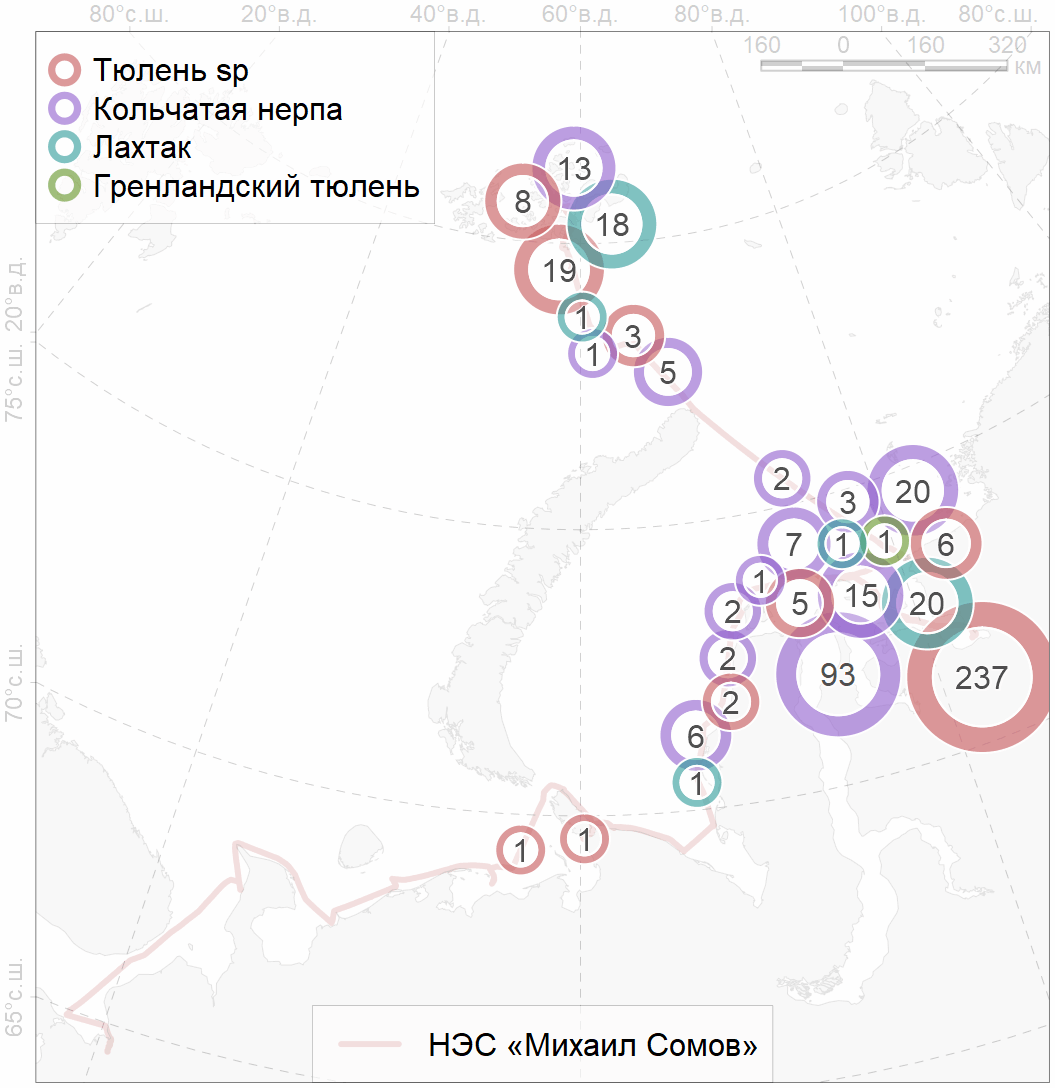 80°с.ш. 20°в.д. 40°в.д. 60°в.д. 80°в.д. 100°в.д. 80°с.ш.
160 0 160 320
км
Тюлень sp
Кольчатая нерпа
Лахтак
Гренландский тюлень
13
8
18
19
1
3
1
5
20°в.д.
75°с.ш.
2
3
20
7
1
1
6
1
5
15
20
2
2
93
237
2
6
1
70°с.ш.
1
1
65°с.ш.
НЭС «Михаил Сомов»